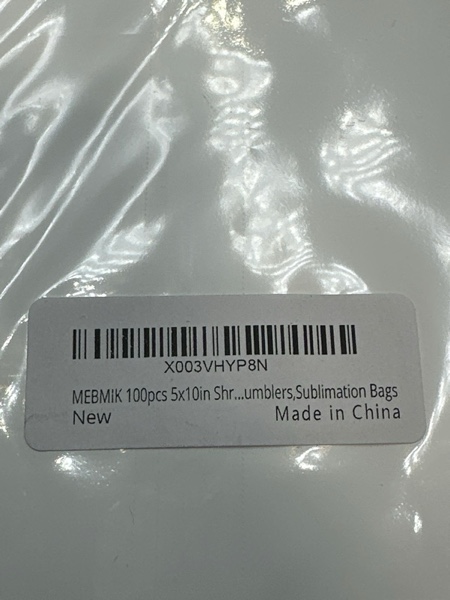 X003VHYP8N
MEBMIK 100pcs 5x10in Shr...umblers,Sublimation Bags
New Made in China